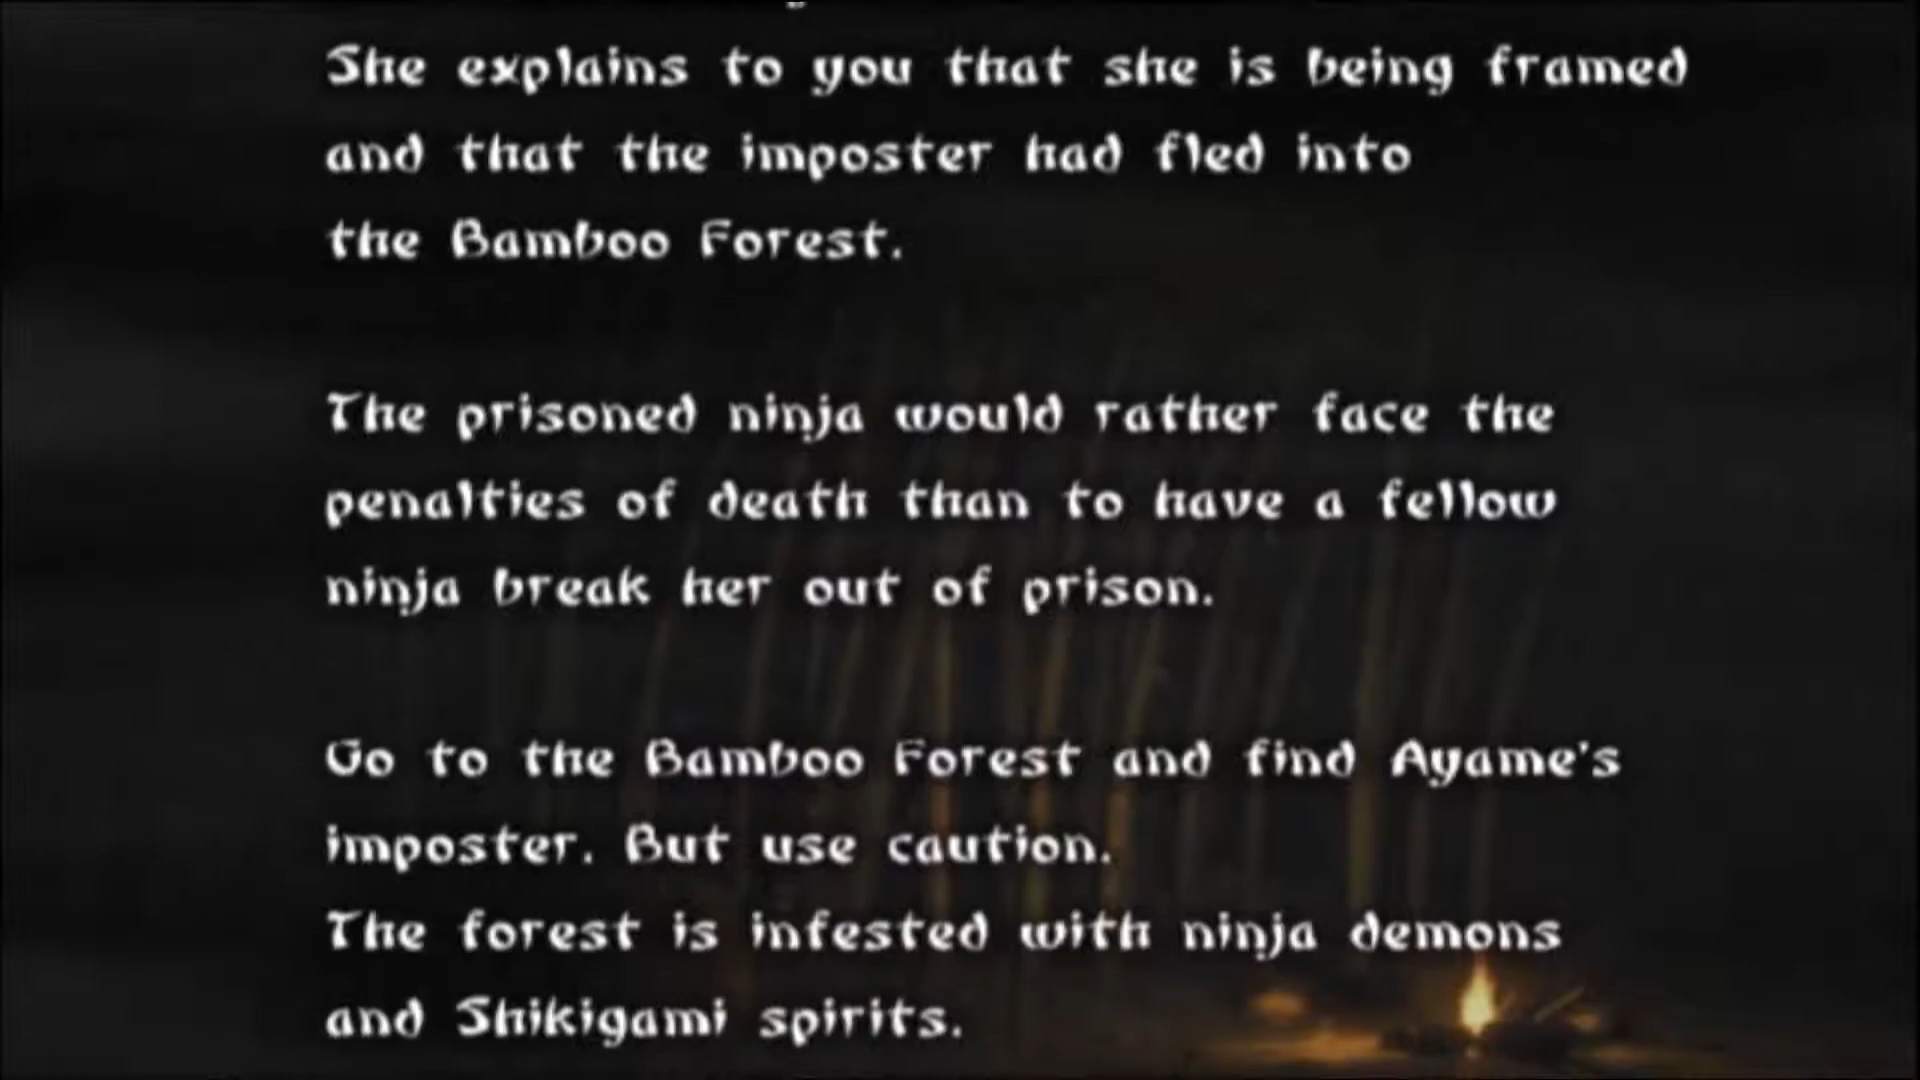 She explains to you that she is being framed
and that the imposter had fled into
the Bamboo Forest.
The prisoned ninja would rather face the
penalties of death than to have a fellow
ninja break her out of prison.
Go to the Bamboo Forest and find Ayame's
imposter. But use caution.
The forest is infested with ninja demons
and Shikigami spirits.